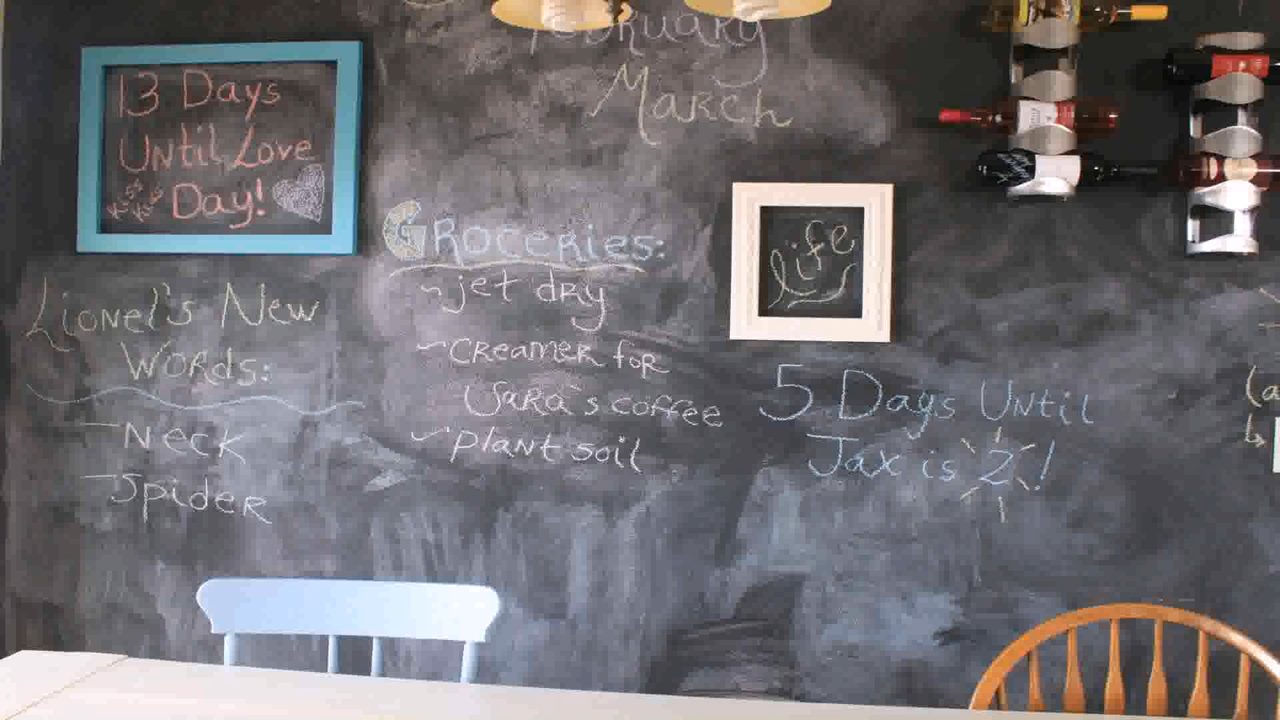 February
March
13 Days
Until Love
Day!
Groceries:
~jet dry
~creamer for
Sara's coffee
~plant soil
life
Lionel's New
Words:
-Neck
-Spider
5 Days Until
Jax is 2!